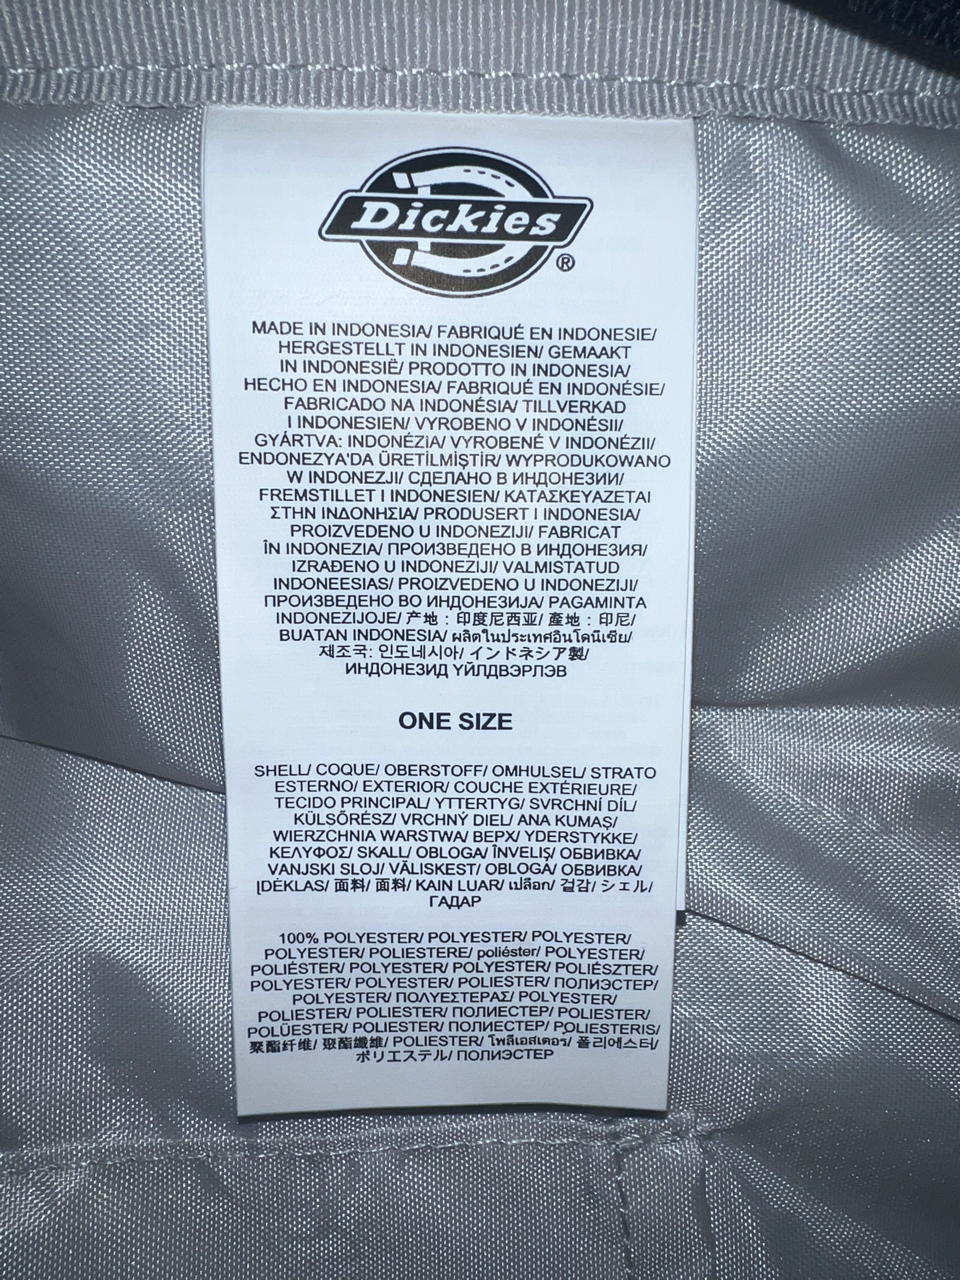 Dickies®
MADE IN INDONESIA/ FABRIQUÉ EN INDONESIE/
HERGESTELLT IN INDONESIEN/ GEMAAKT
IN INDONESIË/ PRODOTTO IN INDONESIA/
HECHO EN INDONESIA/ FABRIQUÉ EN INDONÉSIE/
FABRICADO NA INDONÉSIA/ TILLVERKAD
I INDONESIEN/ VYROBENO V INDONÉSII/
GYÁRTVA: INDONÉZIA/ VYROBENÉ V INDONÉZII/
ENDONEZYA'DA ÜRETİLMİŞTİR/ WYPRODUKOWANO
W INDONEZJI/ СДЕЛАНО В ИНДОНЕЗИИ/
FREMSTILLET I INDONESIEN/ ΚΑΤΑΣΚΕΥΑΖΕΤΑΙ
ΣΤΗΝ ΙΝΔΟΝΗΣΙΑ/ PRODUSERT I INDONESIA/
PROIZVEDENO U INDONEZIJI/ FABRICAT
ÎN INDONEZIA/ ПРОИЗВЕДЕНО В ИНДОНЕЗИЯ/
IZRAĐENO U INDONEZIJI/ VALMISTATUD
INDONEESIAS/ PROIZVEDENO U INDONEZIJI/
ПРОИЗВЕДЕНО ВО ИНДОНЕЗИЈА/ PAGAMINTA
INDONEZIJOJE/ 产地：印度尼西亚/ 產地：印尼/
BUATAN INDONESIA/ ผลิตในประเทศอินโดนีเซีย/
제조국: 인도네시아/ インドネシア製/
ИНДОНЕЗИД ҮЙЛДВЭРЛЭВ
ONE SIZE
SHELL/ COQUE/ OBERSTOFF/ OMHULSEL/ STRATO
ESTERNO/ EXTERIOR/ COUCHE EXTÉRIEURE/
TECIDO PRINCIPAL/ YTTERTYG/ SVRCHNÍ DÍL/
KÜLSŐRÉSZ/ VRCHNÝ DIEL/ ANA KUMAŞ/
WIERZCHNIA WARSTWA/ ВЕРХ/ YDERSTYKKE/
ΚΕΛΥΦΟΣ/ SKALL/ OBLOGA/ ÎNVELIŞ/ ОБВИВКА/
VANJSKI SLOJ/ VÄLISKEST/ OBLOGA/ ОБВИВКА/
ĮDĖKLAS/ 面料/ 面料/ KAIN LUAR/ เปลือก/ 겉감/ シェル/
ГАДАР
100% POLYESTER/ POLYESTER/ POLYESTER/
POLYESTER/ POLIESTERE/ poliéster/ POLYESTER/
POLIÉSTER/ POLYESTER/ POLYESTER/ POLIÉSZTER/
POLYESTER/ POLYESTER/ POLIESTER/ ПОЛИЭСТЕР/
POLYESTER/ ΠΟΛΥΕΣΤΕΡΑΣ/ POLYESTER/
POLIESTER/ POLIESTER/ ПОЛИЕСТЕР/ POLIESTER/
POLÜESTER/ POLIESTER/ ПОЛИЕСТЕР/ POLIESTERIS/
聚酯纤维/ 聚酯纖維/ POLIESTER/ โพลีเอสเตอร์/ 폴리에스터/
ポリエステル/ ПОЛИЭСТЕР